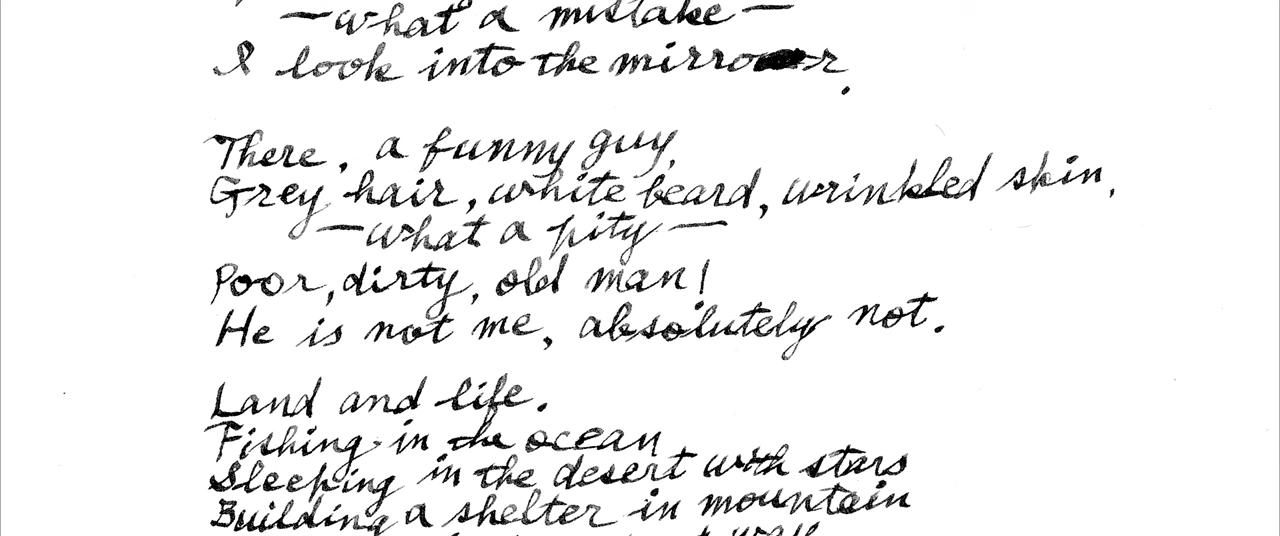 —what a mistake—
I look into the mirror.
There, a funny guy,
Grey hair, white beard, wrinkled skin,
—what a pity—
Poor, dirty, old man!
He is not me, absolutely not.
Land and life.
Fishing in the ocean
Sleeping in the desert with stars
Building a shelter in mountain